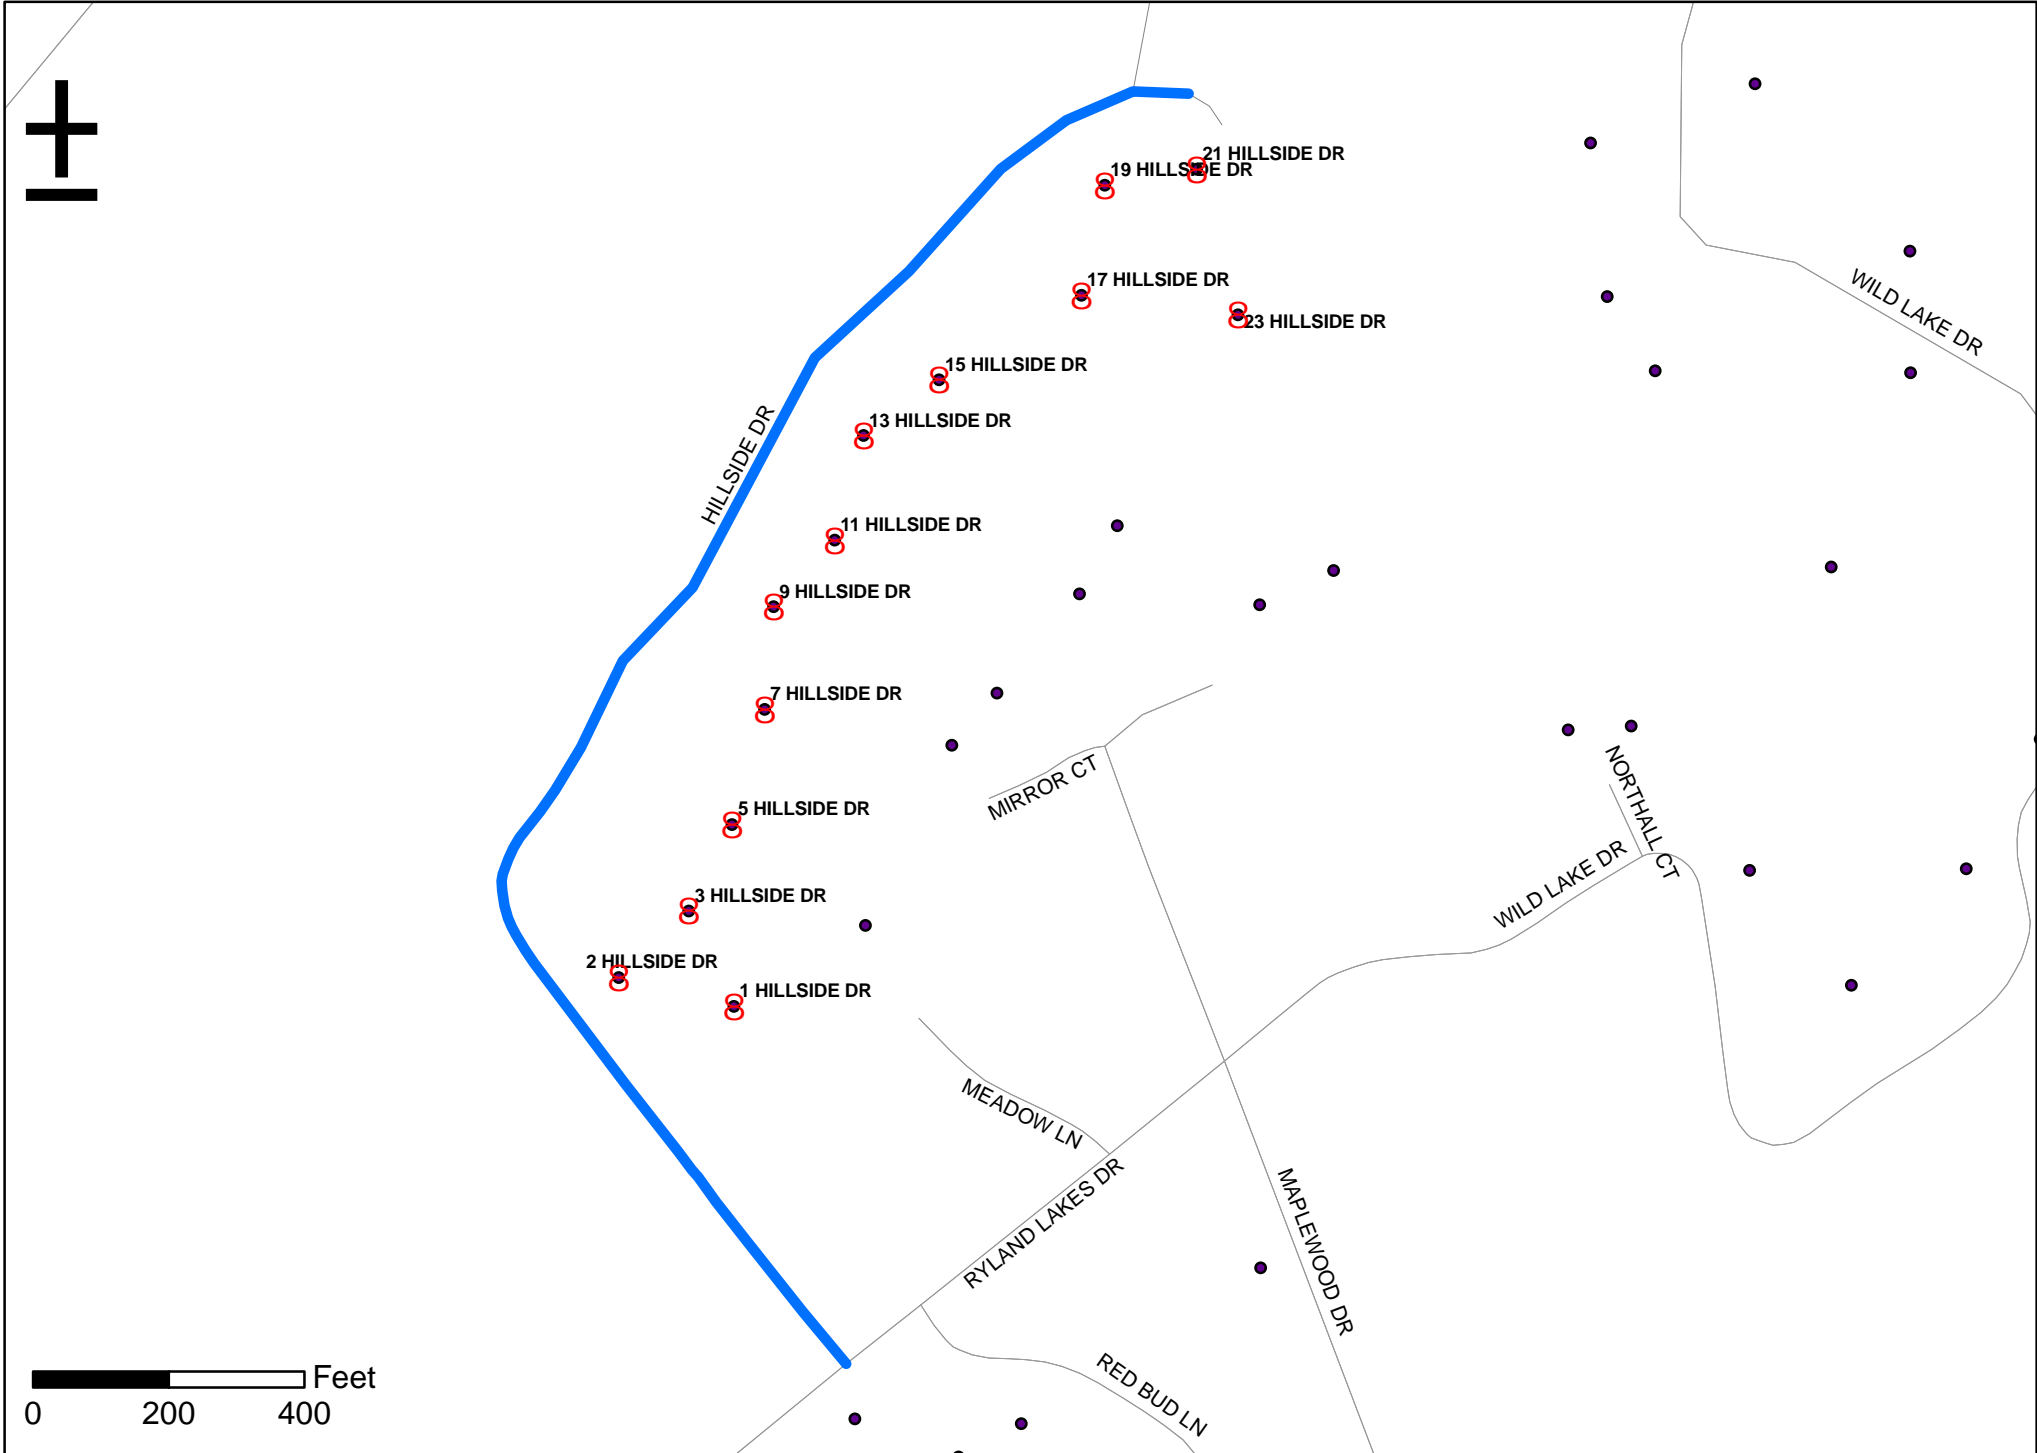 21 HILLSIDE DR
19 HILLSIDE DR
17 HILLSIDE DR
23 HILLSIDE DR
WILD LAKE DR
15 HILLSIDE DR
13 HILLSIDE DR
HILLSIDE DR
11 HILLSIDE DR
9 HILLSIDE DR
7 HILLSIDE DR
MIRROR CT
NORTHALL CT
5 HILLSIDE DR
WILD LAKE DR
3 HILLSIDE DR
2 HILLSIDE DR
1 HILLSIDE DR
MEADOW LN
RYLAND LAKES DR
MAPLEWOOD DR
RED BUD LN
Feet
0 200 400